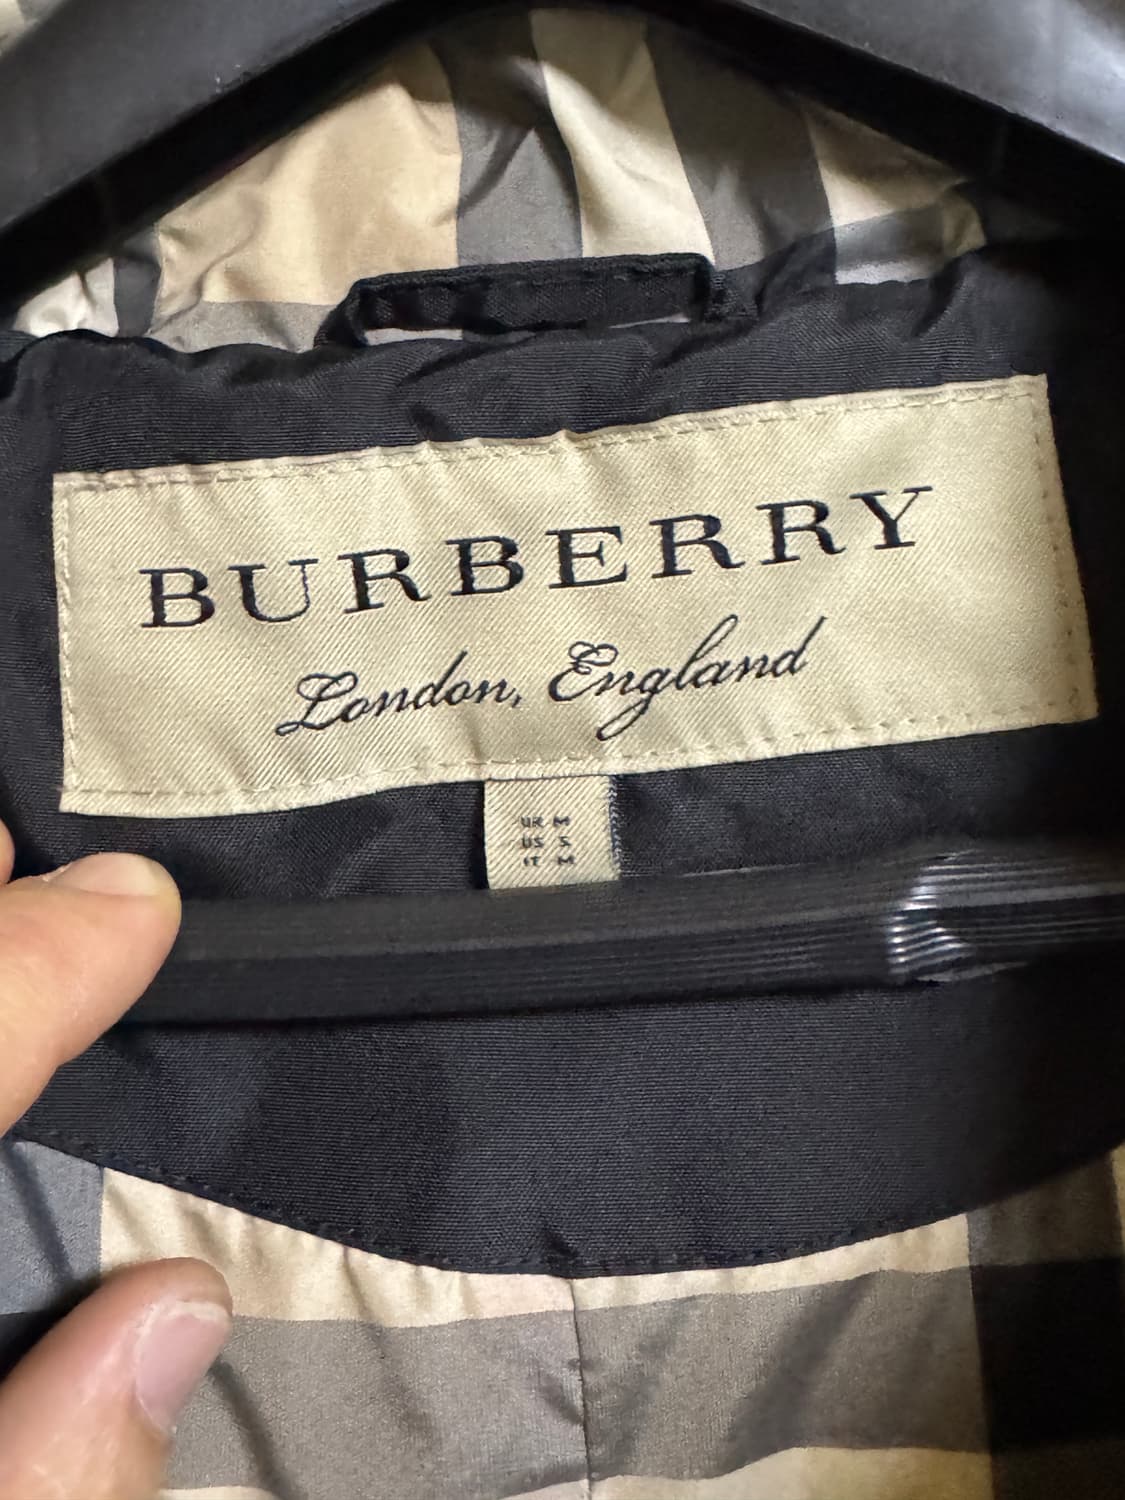 BURBERRY
London, England
UK M
US S
IT M